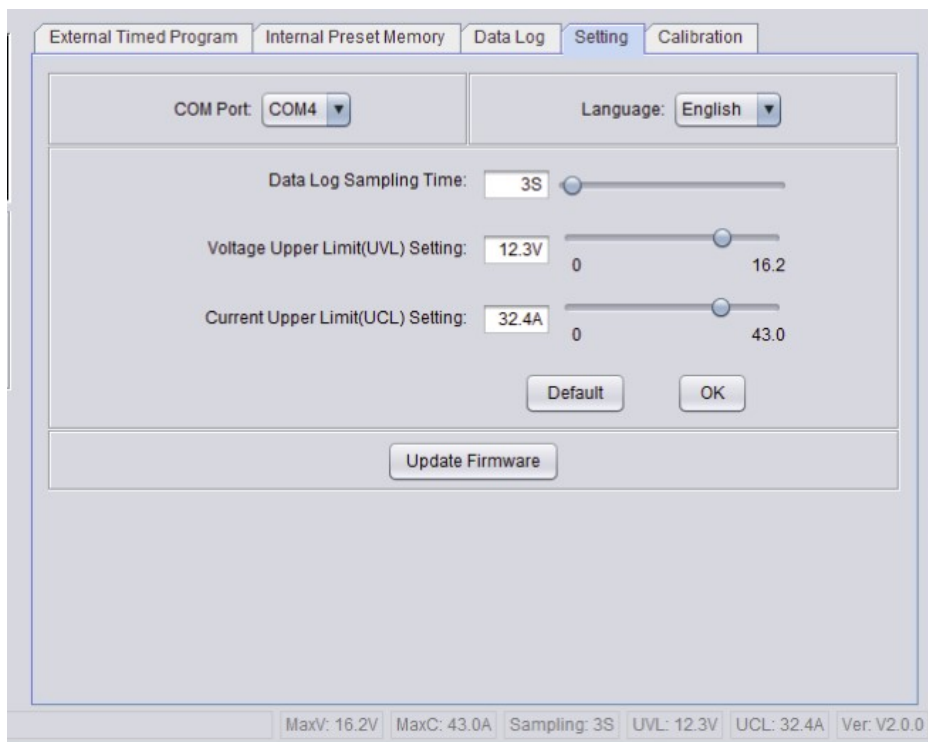 External Timed Program Internal Preset Memory Data Log Setting Calibration
COM Port: COM4 Language: English
Data Log Sampling Time: 3S
Voltage Upper Limit(UVL) Setting: 12.3V
0 16.2
Current Upper Limit(UCL) Setting: 32.4A
0 43.0
Default OK
Update Firmware
MaxV: 16.2V MaxC: 43.0A Sampling: 3S UVL: 12.3V UCL: 32.4A Ver: V2.0.0